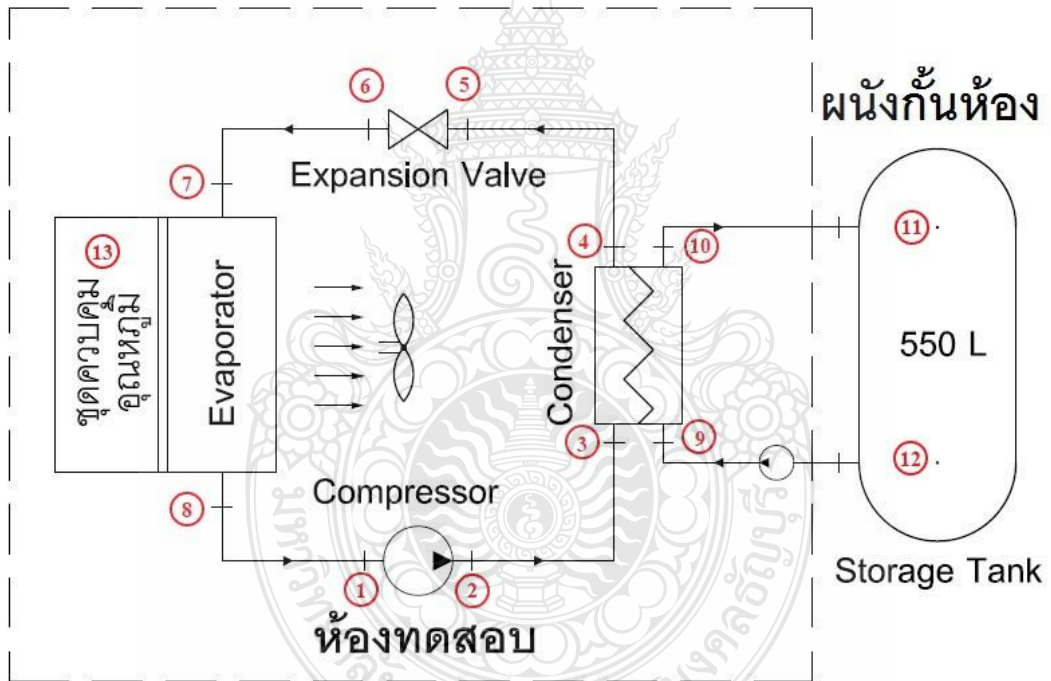 6
5
ผนังกั้นห้อง
Expansion Valve
7
4
10
11
13
ชุดควบคุม
อุณหภูมิ
Evaporator
Condenser
550 L
3
9
12
8
Compressor
Storage Tank
1
2
ห้องทดสอบ